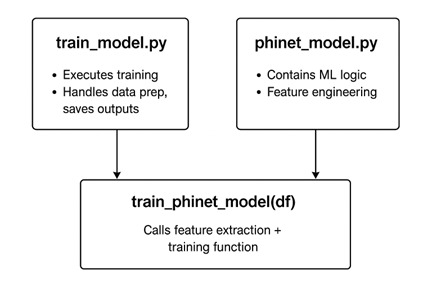 train_model.py
• Executes training
• Handles data prep,
saves outputs
phinet_model.py
• Contains ML logic
• Feature engineering
train_phinet_model(df)
Calls feature extraction +
training function